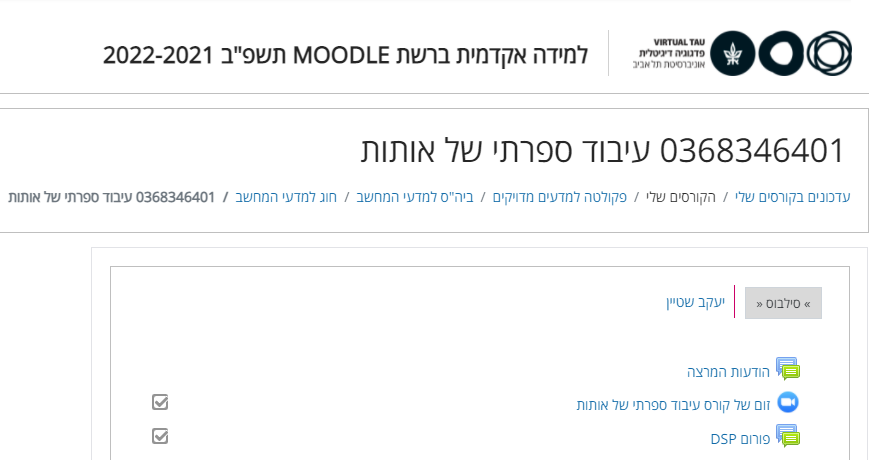 VIRTUAL TAU
פדגוגיה דיגיטלית
אוניברסיטת תל אביב
למידה אקדמית ברשת MOODLE תשפ"ב 2022-2021
0368346401 עיבוד ספרתי של אותות
עדכונים בקורסים שלי / הקורסים שלי / פקולטה למדעים מדויקים / ביה"ס למדעי המחשב / חוג למדעי המחשב / 0368346401 עיבוד ספרתי של אותות
» סילבוס «
יעקב שטיין
הודעות המרצה
זום של קורס עיבוד ספרתי של אותות
פורום DSP